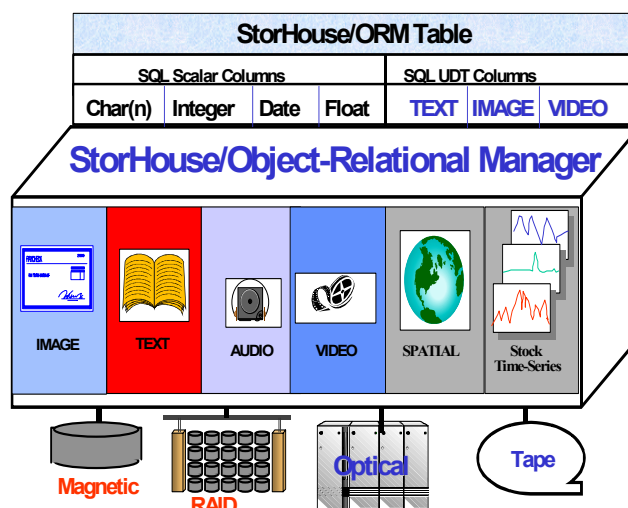 StorHouse/ORM Table
SQL Scalar Columns SQL UDT Columns
Char(n) Integer Date Float TEXT IMAGE VIDEO
StorHouse/Object-Relational Manager
IMAGE TEXT AUDIO VIDEO SPATIAL Stock
Time-Series
Magnetic RAID Optical Tape